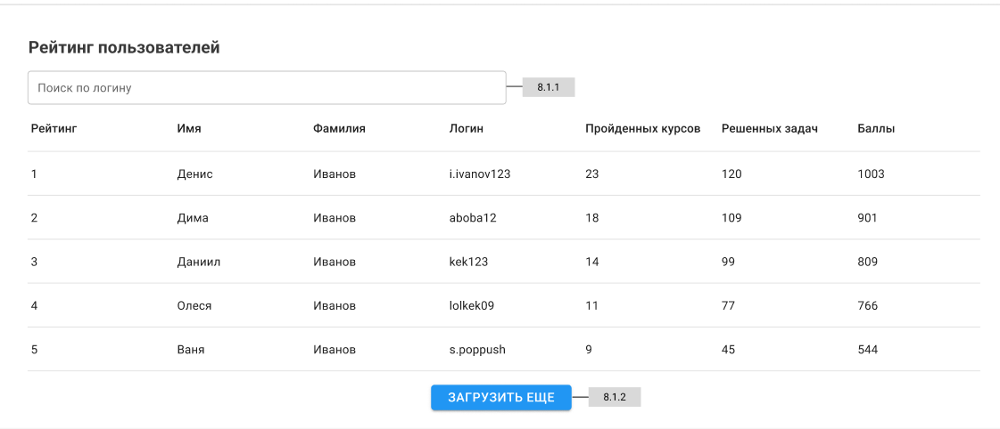 Рейтинг пользователей
Поиск по логину 8.1.1
Рейтинг Имя Фамилия Логин Пройденных курсов Решенных задач Баллы
1 Денис Иванов i.ivanov123 23 120 1003
2 Дима Иванов aboba12 18 109 901
3 Даниил Иванов kek123 14 99 809
4 Олеся Иванов lolkek09 11 77 766
5 Ваня Иванов s.poppush 9 45 544
ЗАГРУЗИТЬ ЕЩЕ 8.1.2